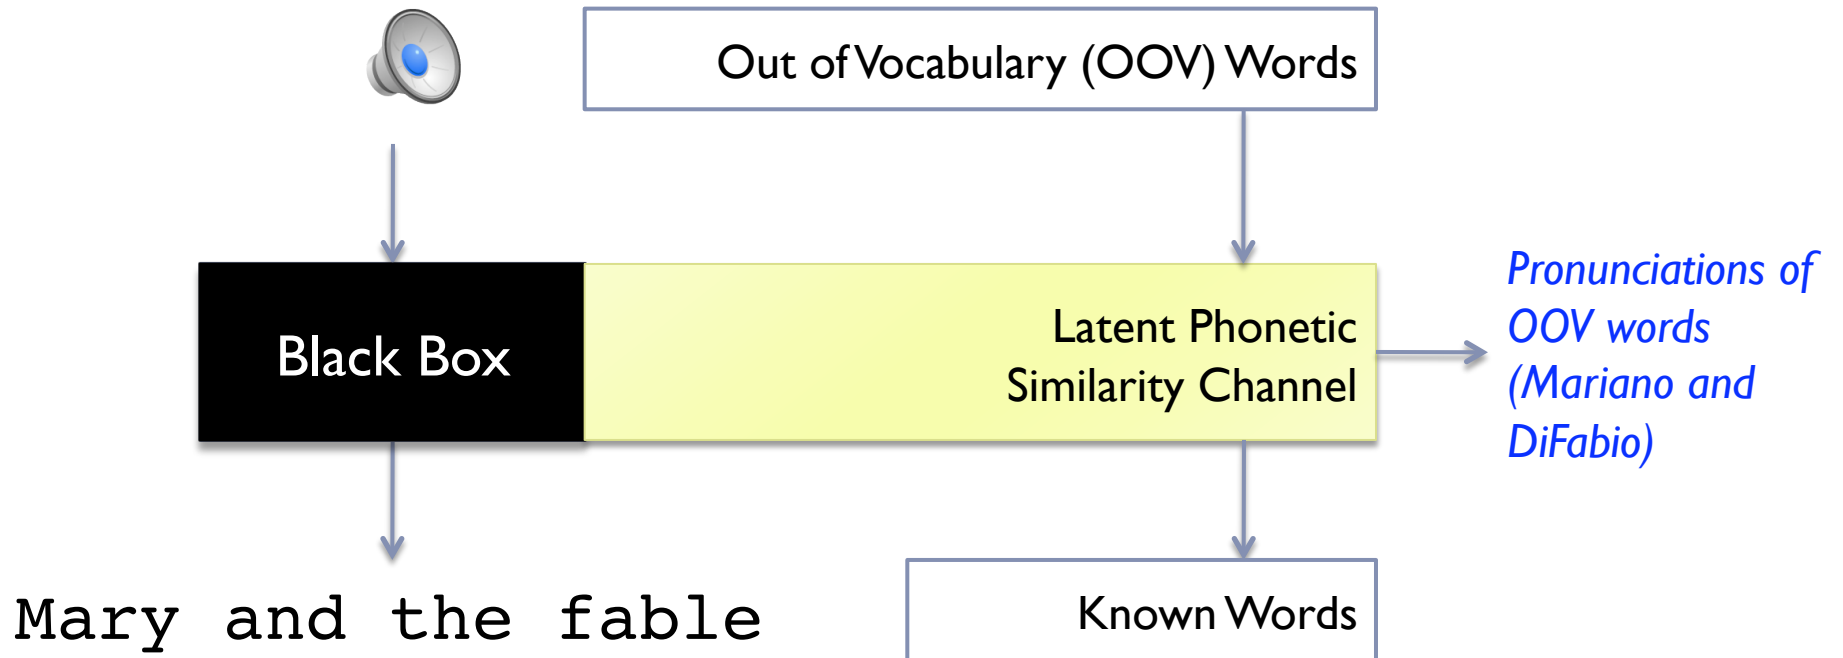 Out of Vocabulary (OOV) Words
Black Box
Latent Phonetic
Similarity Channel
Pronunciations of
OOV words
(Mariano and
DiFabio)
Mary and the fable
Known Words